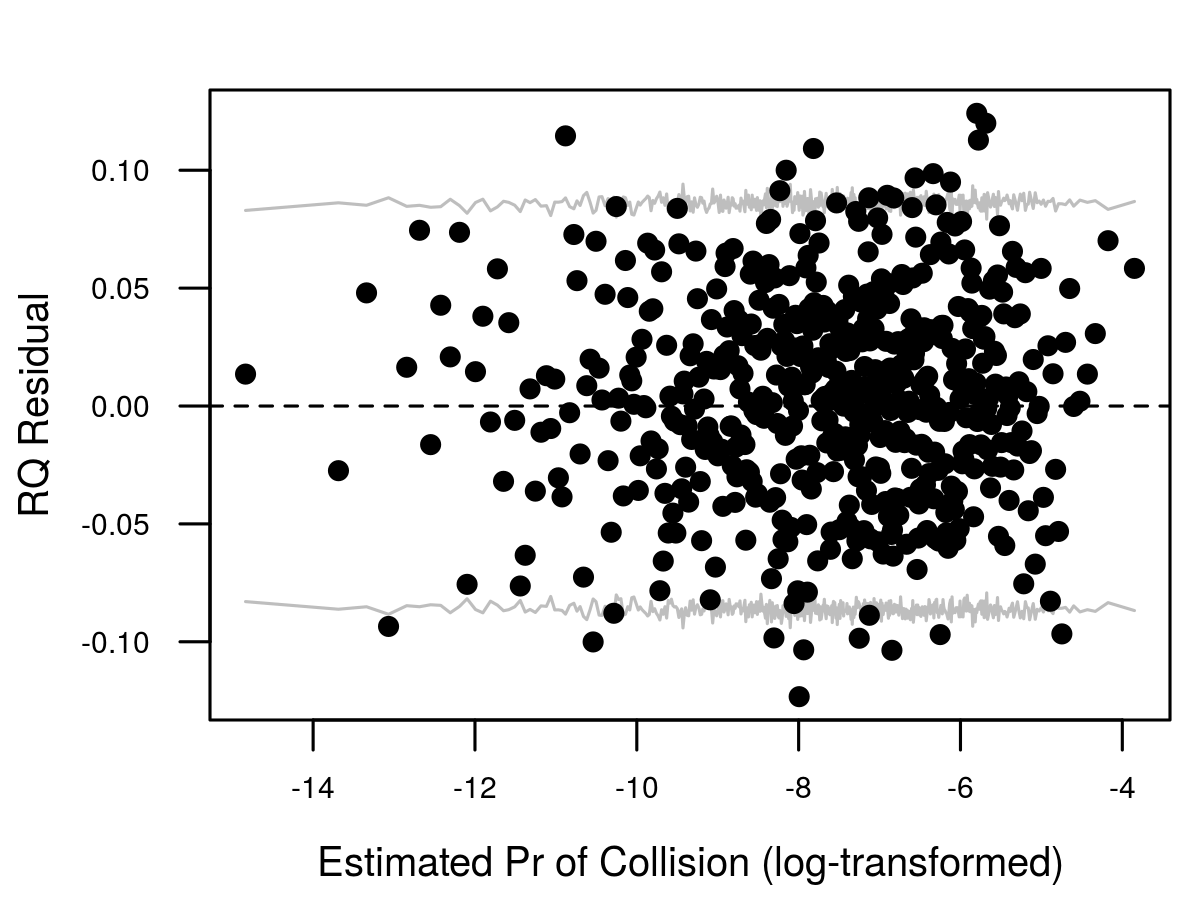 RQ Residual
0.10
0.05
0.00
-0.05
-0.10
-14 -12 -10 -8 -6 -4
Estimated Pr of Collision (log-transformed)